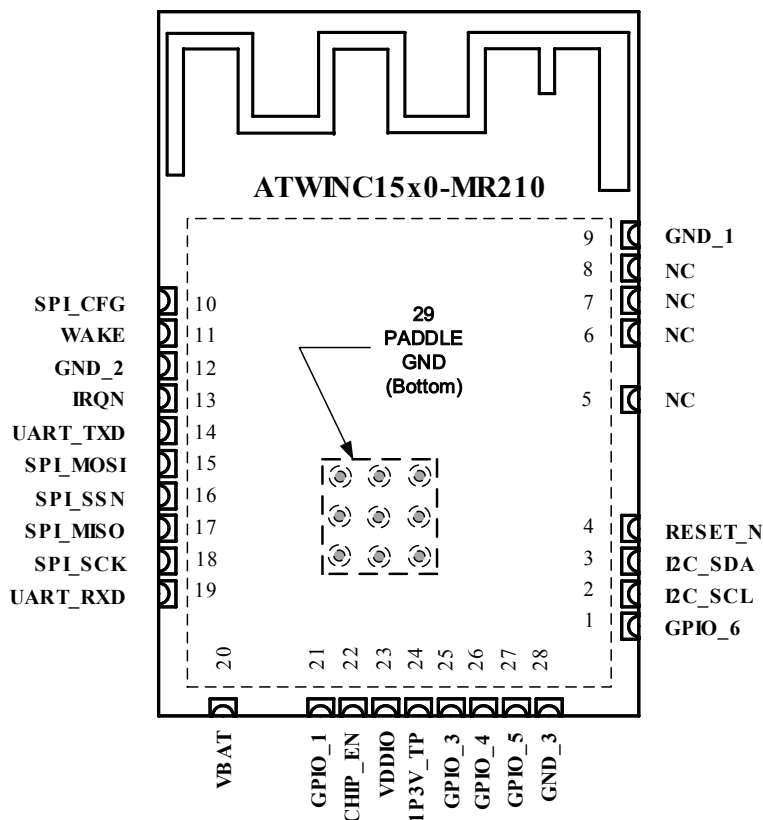 ATWINC15x0-MR210
9 GND_1
8 NC
7 NC
6 NC
5 NC
4 RESET_N
3 I2C_SDA
2 I2C_SCL
1 GPIO_6
SPI_CFG 10
WAKE 11
GND_2 12
IRQN 13
UART_TXD 14
SPI_MOSI 15
SPI_SSN 16
SPI_MISO 17
SPI_SCK 18
UART_RXD 19
29
PADDLE
GND
(Bottom)
20 VBAT
21 GPIO_1
22 CHIP_EN
23 VDDIO
24 1P3V_TP
25 GPIO_3
26 GPIO_4
27 GPIO_5
28 GND_3